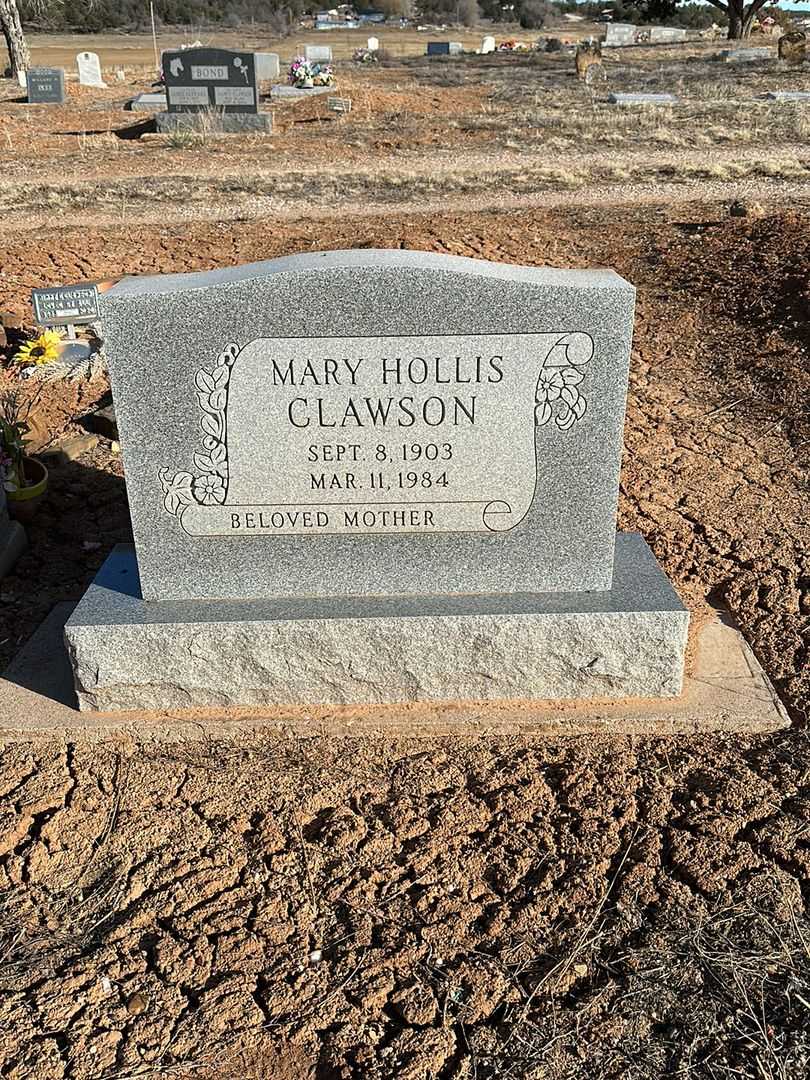 BOND
MARY HOLLIS
CLAWSON
SEPT. 8, 1903
MAR. 11, 1984
BELOVED MOTHER